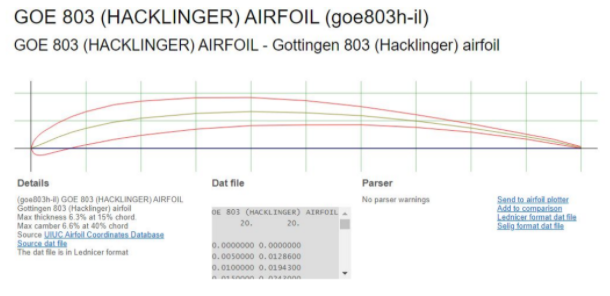 GOE 803 (HACKLINGER) AIRFOIL (goe803h-il)
GOE 803 (HACKLINGER) AIRFOIL - Gottingen 803 (Hacklinger) airfoil
Details
(goe803h-il) GOE 803 (HACKLINGER) AIRFOIL
Gottingen 803 (Hacklinger) airfoil
Max thickness 6.3% at 15% chord.
Max camber 6.6% at 40% chord
Source UIUC Airfoil Coordinates Database
Source dat file
The dat file is in Lednicer format
Dat file
OE 803 (HACKLINGER) AIRFOIL
20. 20.
0.0000000 0.0000000
0.0050000 0.0128600
0.0100000 0.0194300
Parser
No parser warnings
Send to airfoil plotter
Add to comparison
Lednicer format dat file
Selig format dat file